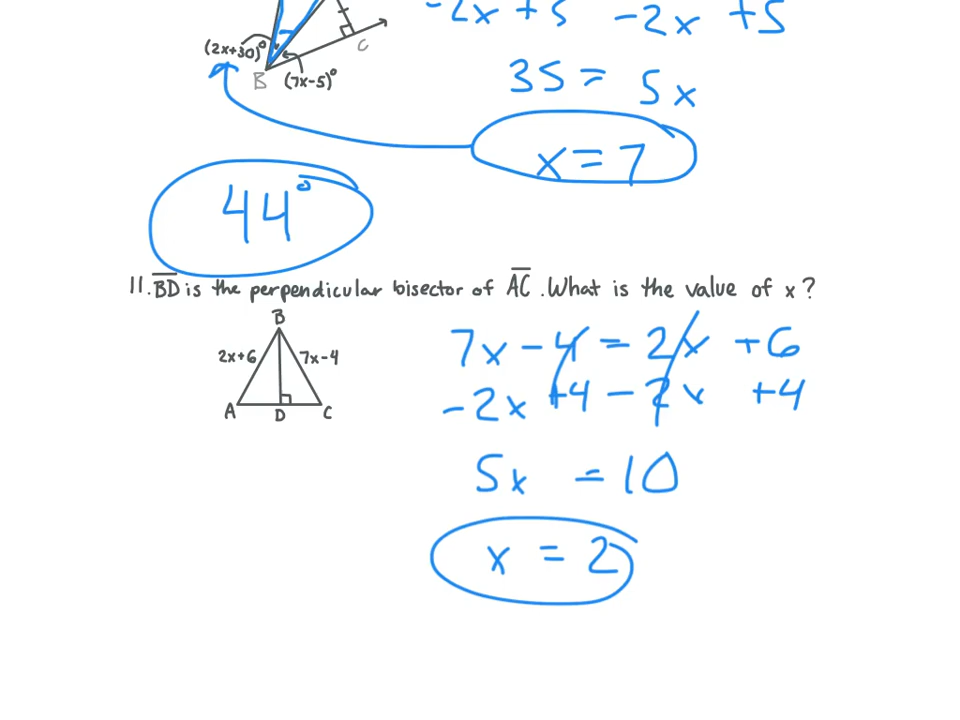 -2x +5 -2x +5
(2x+30)°
C
B (7x-5)°
35 = 5x
x = 7
44°
11. BD is the perpendicular bisector of AC. What is the value of x?
B
2x+6 7x-4
A D C
7x - 4 = 2x +6
-2x +4 - 2x +4
5x = 10
x = 2